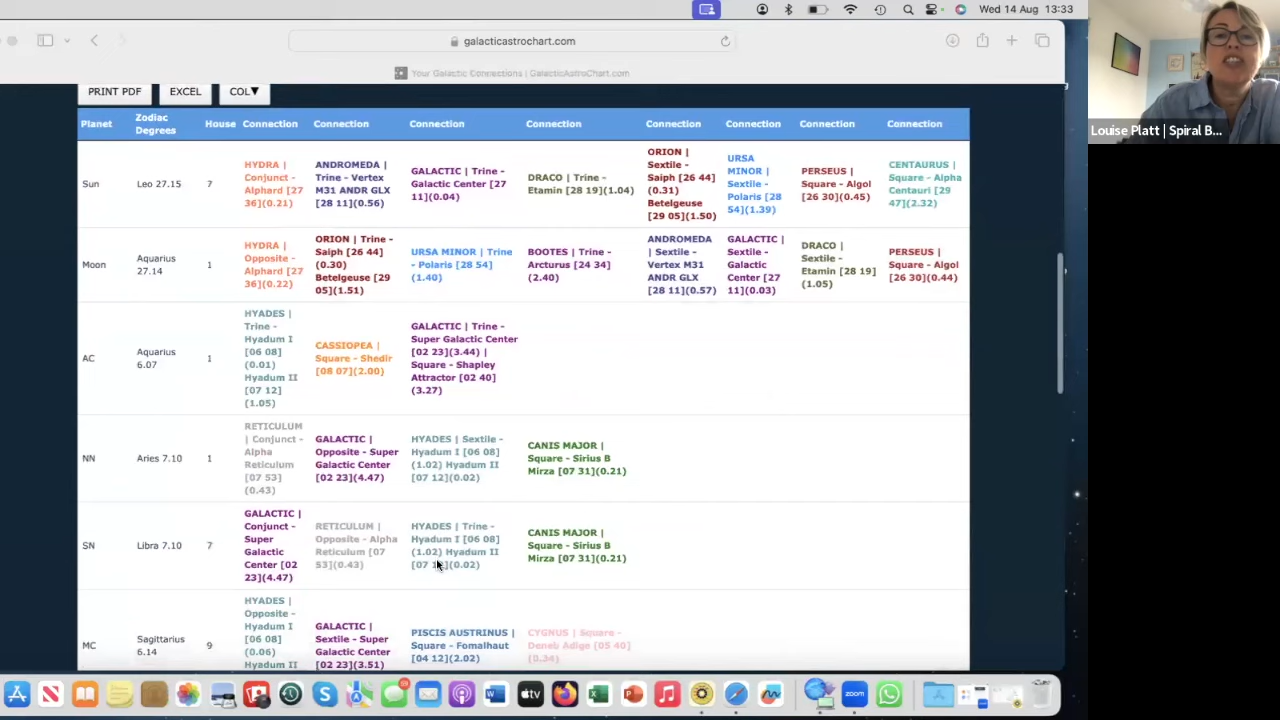 Wed 14 Aug 13:33
galacticastrochart.com
Your Galactic Connections | GalacticAstroChart.com
PRINT PDF
EXCEL
COL▼
Planet
Zodiac
Degrees
House
Connection
Connection
Connection
Connection
Connection
Connection
Connection
Connection
Sun
Leo 27.15
7
HYDRA |
Conjunct -
Alphard [27
36](0.21)
ANDROMEDA |
Trine - Vertex
M31 ANDR GLX
[28 11](0.56)
GALACTIC | Trine -
Galactic Center [27
11](0.04)
DRACO | Trine -
Etamin [28 19](1.04)
ORION |
Sextile -
Saiph [26 44]
(0.31)
Betelgeuse
[29 05](1.50)
URSA
MINOR |
Sextile -
Polaris [28
54](1.39)
PERSEUS |
Square - Algol
[26 30](0.45)
CENTAURUS |
Square - Alpha
Centauri [29
47](2.32)
Moon
Aquarius
27.14
1
HYDRA |
Opposite -
Alphard [27
36](0.22)
ORION | Trine -
Saiph [26 44]
(0.30)
Betelgeuse [29
05](1.51)
URSA MINOR | Trine
- Polaris [28 54]
(1.40)
BOOTES | Trine -
Arcturus [24 34]
(2.40)
ANDROMEDA
| Sextile -
Vertex M31
ANDR GLX
[28 11](0.57)
GALACTIC |
Sextile -
Galactic
Center [27
11](0.03)
DRACO |
Sextile -
Etamin [28 19]
(1.05)
PERSEUS |
Square - Algol
[26 30](0.44)
AC
Aquarius
6.07
1
HYADES |
Trine -
Hyadum I
[06 08]
(0.01)
Hyadum II
[07 12]
(1.05)
CASSIOPEA |
Square - Shedir
[08 07](2.00)
GALACTIC | Trine -
Super Galactic Center
[02 23](3.44) |
Square - Shapley
Attractor [02 40]
(3.27)
NN
Aries 7.10
1
RETICULUM
| Conjunct -
Alpha
Reticulum
[07 53]
(0.43)
GALACTIC |
Opposite - Super
Galactic Center
[02 23](4.47)
HYADES | Sextile -
Hyadum I [06 08]
(1.02) Hyadum II
[07 12](0.02)
CANIS MAJOR |
Square - Sirius B
Mirza [07 31](0.21)
SN
Libra 7.10
7
GALACTIC |
Conjunct -
Super
Galactic
Center [02
23](4.47)
RETICULUM |
Opposite - Alpha
Reticulum [07
53](0.43)
HYADES | Trine -
Hyadum I [06 08]
(1.02) Hyadum II
[07 12](0.02)
CANIS MAJOR |
Square - Sirius B
Mirza [07 31](0.21)
MC
Sagittarius
6.14
9
HYADES |
Opposite -
Hyadum I
[06 08]
(0.06)
Hyadum II
GALACTIC |
Sextile - Super
Galactic Center
[02 23](3.51)
PISCIS AUSTRINUS |
Square - Fomalhaut
[04 12](2.02)
CYGNUS | Square -
Deneb Adige [05 40]
(0.34)
Louise Platt | Spiral B...
zoom
tv